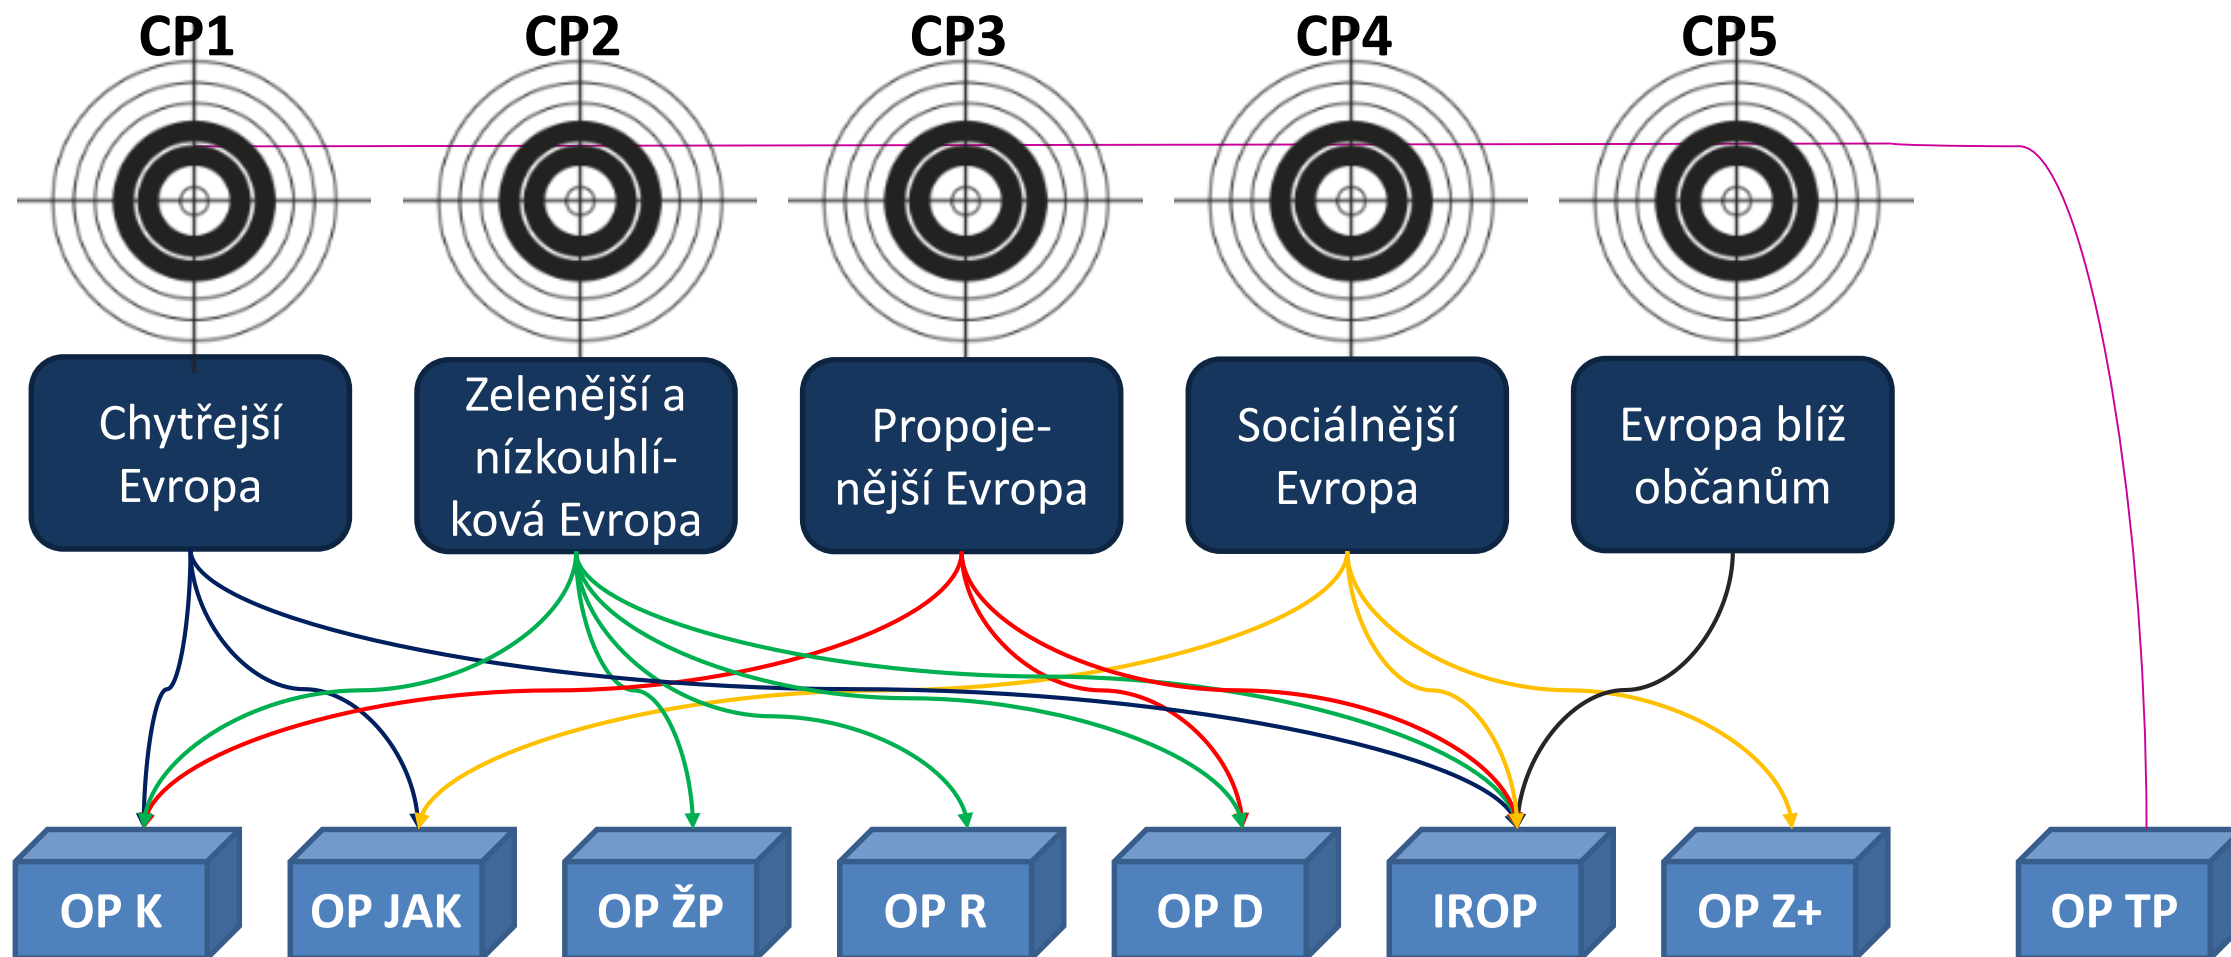 CP1
CP2
CP3
CP4
CP5
Chytřejší
Evropa
Zelenější a
nízkouhlí-
ková Evropa
Propoje-
nější Evropa
Sociálnější
Evropa
Evropa blíž
občanům
OP K
OP JAK
OP ŽP
OP R
OP D
IROP
OP Z+
OP TP